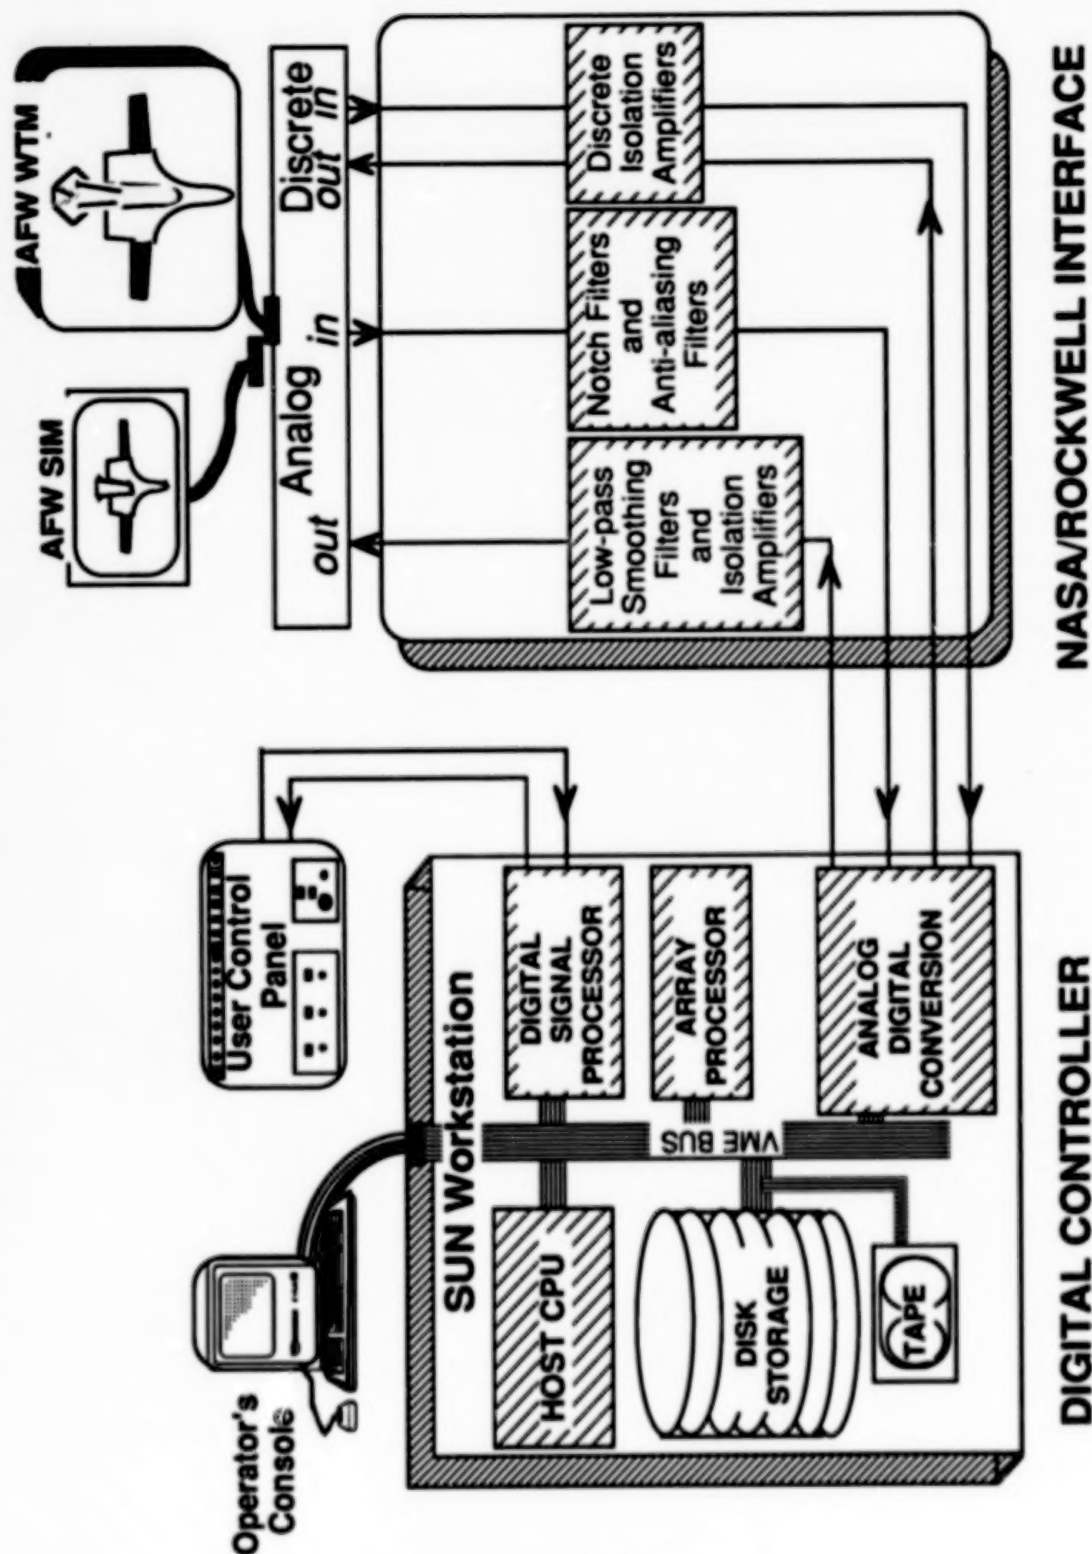 Operator's
Console
User Control
Panel
SUN Workstation
HOST CPU
DIGITAL
SIGNAL
PROCESSOR
ARRAY
PROCESSOR
VME BUS
DISK
STORAGE
TAPE
ANALOG
DIGITAL
CONVERSION
DIGITAL CONTROLLER
AFW SIM
AFW WTM
Analog
Discrete
out
in
out
in
Low-pass
Smoothing
Filters
and
Isolation
Amplifiers
Notch Filters
and
Anti-aliasing
Filters
Discrete
Isolation
Amplifiers
NASA/ROCKWELL INTERFACE